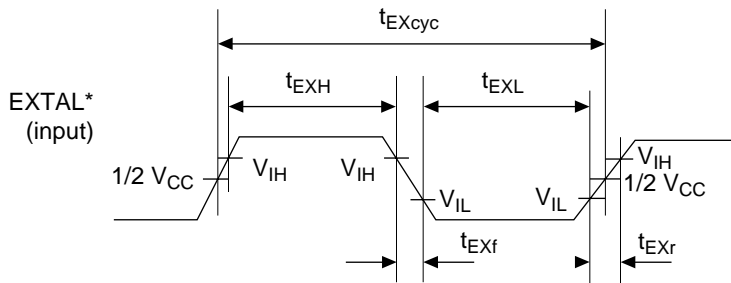 tEXcyc
EXTAL*
(input)
tEXH
tEXL
1/2 VCC
VIH
VIH
VIL
VIL
VIH
1/2 VCC
tEXf
tEXr